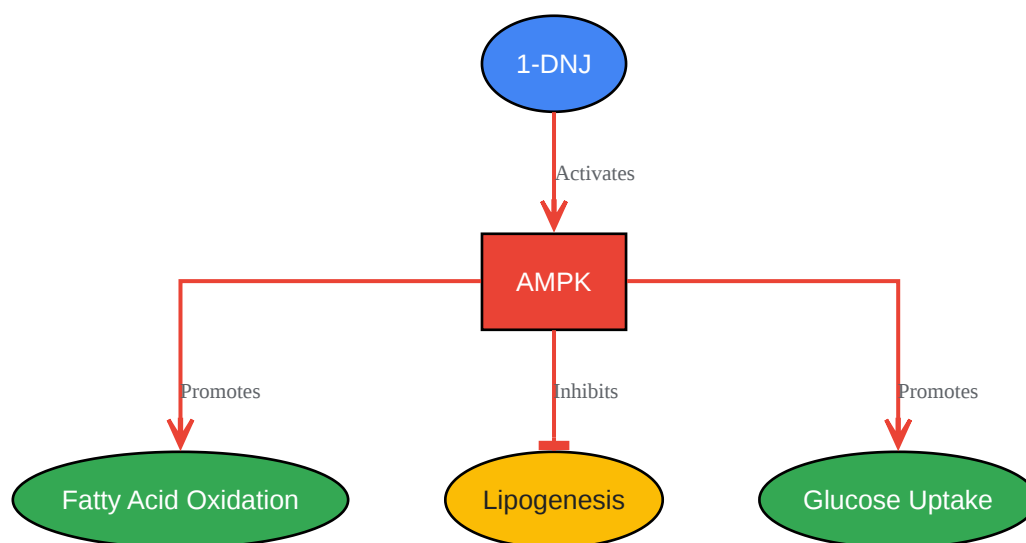 1-DNJ
Activates
AMPK
Promotes
Inhibits
Promotes
Fatty Acid Oxidation
Lipogenesis
Glucose Uptake